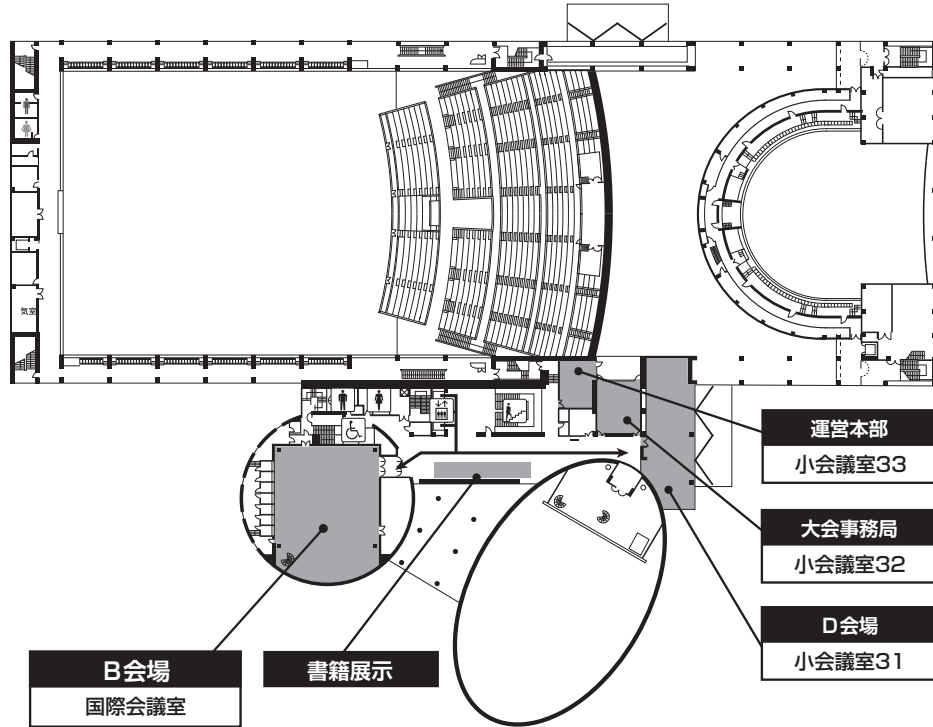 気室
運営本部
小会議室33
大会事務局
小会議室32
D会場
小会議室31
B会場
国際会議室
書籍展示